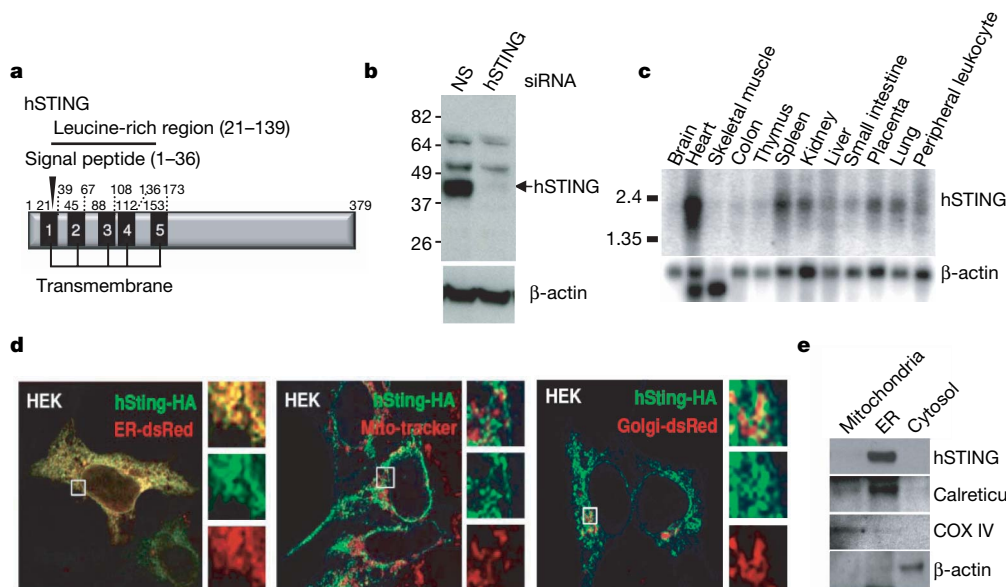 a
hSTING
Leucine-rich region (21–139)
Signal peptide (1–36)
39 67 108 136 173
1 21 45 88 112 153 379
1 2 3 4 5
Transmembrane
b
NS
hSTING
siRNA
82
64
49
37
26
hSTING
β-actin
c
Brain
Heart
Skeletal muscle
Colon
Thymus
Spleen
Kidney
Liver
Small intestine
Placenta
Lung
Peripheral leukocyte
2.4
1.35
hSTING
β-actin
d
HEK
hSting-HA
ER-dsRed
HEK
hSting-HA
Mito-tracker
HEK
hSting-HA
Golgi-dsRed
e
Mitochondria
ER
Cytosol
hSTING
Calreticu
COX IV
β-actin